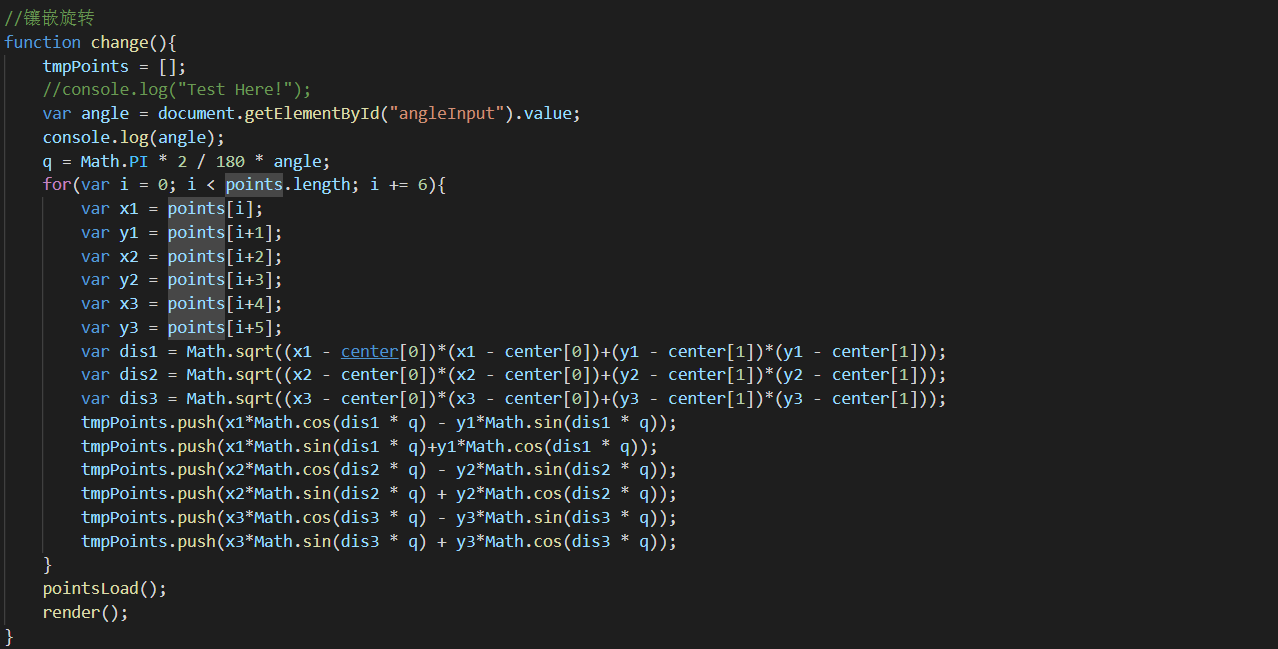 //镶嵌旋转
function change(){
    tmpPoints = [];
    //console.log("Test Here!");
    var angle = document.getElementById("angleInput").value;
    console.log(angle);
    q = Math.PI * 2 / 180 * angle;
    for(var i = 0; i < points.length; i += 6){
        var x1 = points[i];
        var y1 = points[i+1];
        var x2 = points[i+2];
        var y2 = points[i+3];
        var x3 = points[i+4];
        var y3 = points[i+5];
        var dis1 = Math.sqrt((x1 - center[0])*(x1 - center[0])+(y1 - center[1])*(y1 - center[1]));
        var dis2 = Math.sqrt((x2 - center[0])*(x2 - center[0])+(y2 - center[1])*(y2 - center[1]));
        var dis3 = Math.sqrt((x3 - center[0])*(x3 - center[0])+(y3 - center[1])*(y3 - center[1]));
        tmpPoints.push(x1*Math.cos(dis1 * q) - y1*Math.sin(dis1 * q));
        tmpPoints.push(x1*Math.sin(dis1 * q)+y1*Math.cos(dis1 * q));
        tmpPoints.push(x2*Math.cos(dis2 * q) - y2*Math.sin(dis2 * q));
        tmpPoints.push(x2*Math.sin(dis2 * q) + y2*Math.cos(dis2 * q));
        tmpPoints.push(x3*Math.cos(dis3 * q) - y3*Math.sin(dis3 * q));
        tmpPoints.push(x3*Math.sin(dis3 * q) + y3*Math.cos(dis3 * q));
    }
    pointsLoad();
    render();
}